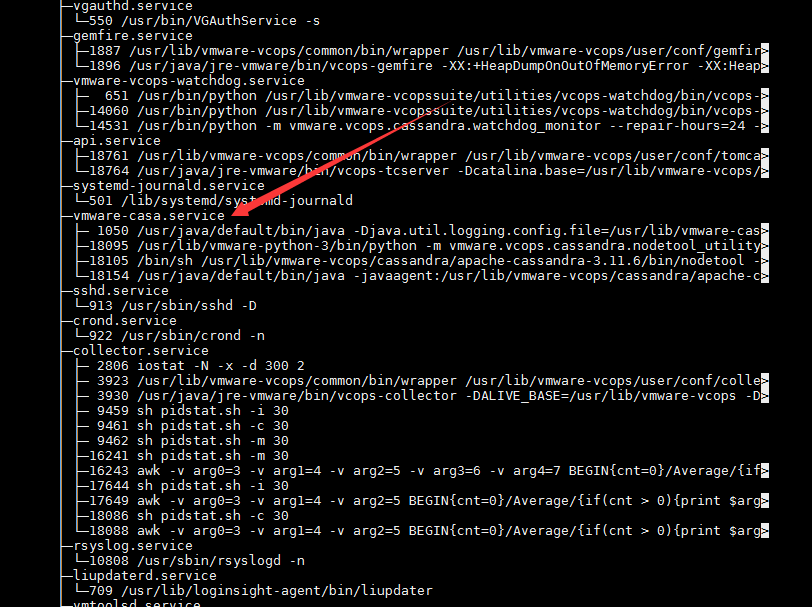 ├─vgauthd.service
│ └─550 /usr/bin/VGAuthService -s
├─gemfire.service
│ ├─1887 /usr/lib/vmware-vcops/common/bin/wrapper /usr/lib/vmware-vcops/user/conf/gemfir>
│ └─1896 /usr/java/jre-vmware/bin/vcops-gemfire -XX:+HeapDumpOnOutOfMemoryError -XX:Heap>
├─vmware-vcops-watchdog.service
│ ├─  651 /usr/bin/python /usr/lib/vmware-vcopssuite/utilities/vcops-watchdog/bin/vcops->
│ ├─14060 /usr/bin/python /usr/lib/vmware-vcopssuite/utilities/vcops-watchdog/bin/vcops->
│ └─14531 /usr/bin/python -m vmware.vcops.cassandra.watchdog_monitor --repair-hours=24 ->
├─api.service
│ ├─18761 /usr/lib/vmware-vcops/common/bin/wrapper /usr/lib/vmware-vcops/user/conf/tomca>
│ └─18764 /usr/java/jre-vmware/bin/vcops-tcserver -Dcatalina.base=/usr/lib/vmware-vcops/>
├─systemd-journald.service
│ └─501 /lib/systemd/systemd-journald
├─vmware-casa.service
│ ├─ 1050 /usr/java/default/bin/java -Djava.util.logging.config.file=/usr/lib/vmware-cas>
│ ├─18095 /usr/lib/vmware-python-3/bin/python -m vmware.vcops.cassandra.nodetool_utility>
│ ├─18105 /bin/sh /usr/lib/vmware-vcops/cassandra/apache-cassandra-3.11.6/bin/nodetool ->
│ └─18154 /usr/java/default/bin/java -javaagent:/usr/lib/vmware-vcops/cassandra/apache-c>
├─sshd.service
│ └─913 /usr/sbin/sshd -D
├─crond.service
│ └─922 /usr/sbin/crond -n
├─collector.service
│ ├─ 2806 iostat -N -x -d 300 2
│ ├─ 3923 /usr/lib/vmware-vcops/common/bin/wrapper /usr/lib/vmware-vcops/user/conf/colle>
│ ├─ 3930 /usr/java/jre-vmware/bin/vcops-collector -DALIVE_BASE=/usr/lib/vmware-vcops -D>
│ ├─ 9459 sh pidstat.sh -i 30
│ ├─ 9461 sh pidstat.sh -c 30
│ ├─ 9462 sh pidstat.sh -m 30
│ ├─16241 sh pidstat.sh -m 30
│ ├─16243 awk -v arg0=3 -v arg1=4 -v arg2=5 -v arg3=6 -v arg4=7 BEGIN{cnt=0}/Average/{if>
│ ├─17644 sh pidstat.sh -i 30
│ ├─17649 awk -v arg0=3 -v arg1=4 -v arg2=5 BEGIN{cnt=0}/Average/{if(cnt > 0){print $arg>
│ ├─18086 sh pidstat.sh -c 30
│ └─18088 awk -v arg0=3 -v arg1=4 -v arg2=5 BEGIN{cnt=0}/Average/{if(cnt > 0){print $arg>
├─rsyslog.service
│ └─10808 /usr/sbin/rsyslogd -n
├─liupdaterd.service
│ └─709 /usr/lib/loginsight-agent/bin/liupdater
├─vmtoolsd.service